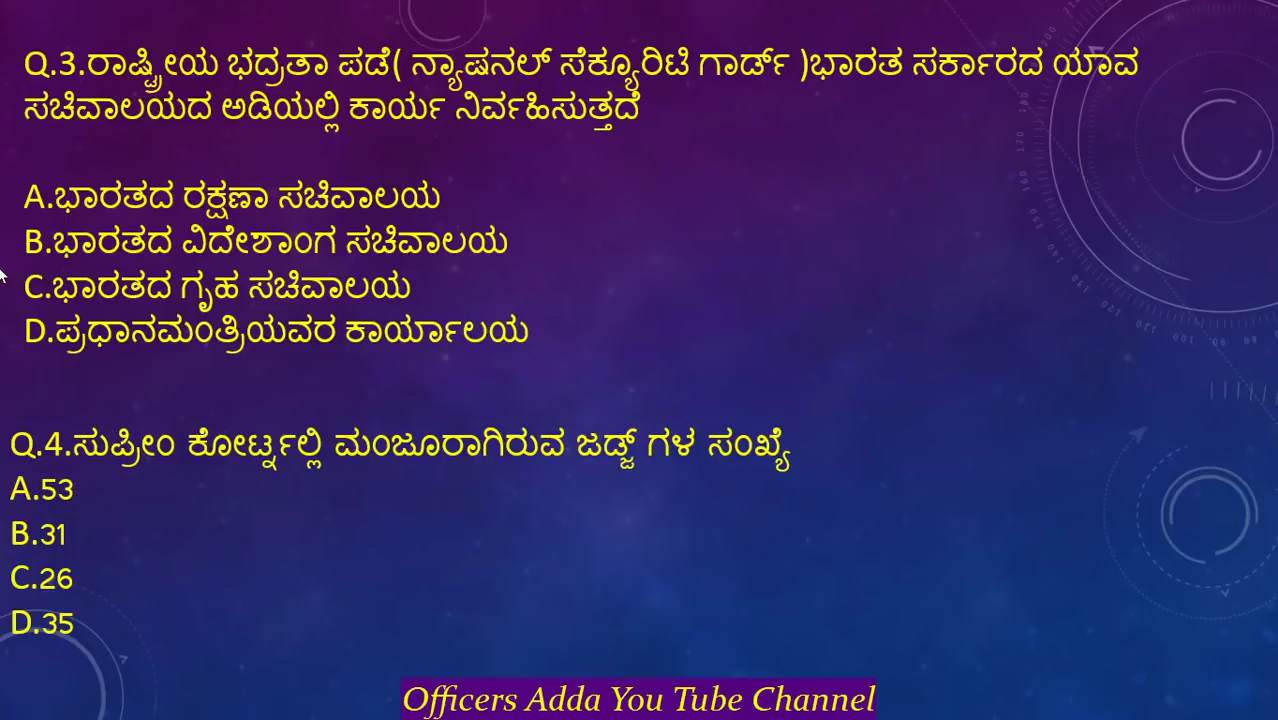 Q.3.ರಾಷ್ಟ್ರೀಯ ಭದ್ರತಾ ಪಡೆ( ನ್ಯಾಷನಲ್ ಸೆಕ್ಯೂರಿಟಿ ಗಾರ್ಡ್ )ಭಾರತ ಸರ್ಕಾರದ ಯಾವ
ಸಚಿವಾಲಯದ ಅಡಿಯಲ್ಲಿ ಕಾರ್ಯ ನಿರ್ವಹಿಸುತ್ತದೆ
A.ಭಾರತದ ರಕ್ಷಣಾ ಸಚಿವಾಲಯ
B.ಭಾರತದ ವಿದೇಶಾಂಗ ಸಚಿವಾಲಯ
C.ಭಾರತದ ಗೃಹ ಸಚಿವಾಲಯ
D.ಪ್ರಧಾನಮಂತ್ರಿಯವರ ಕಾರ್ಯಾಲಯ
Q.4.ಸುಪ್ರೀಂ ಕೋರ್ಟ್ನಲ್ಲಿ ಮಂಜೂರಾಗಿರುವ ಜಡ್ಜ್ ಗಳ ಸಂಖ್ಯೆ
A.53
B.31
C.26
D.35
Officers Adda You Tube Channel